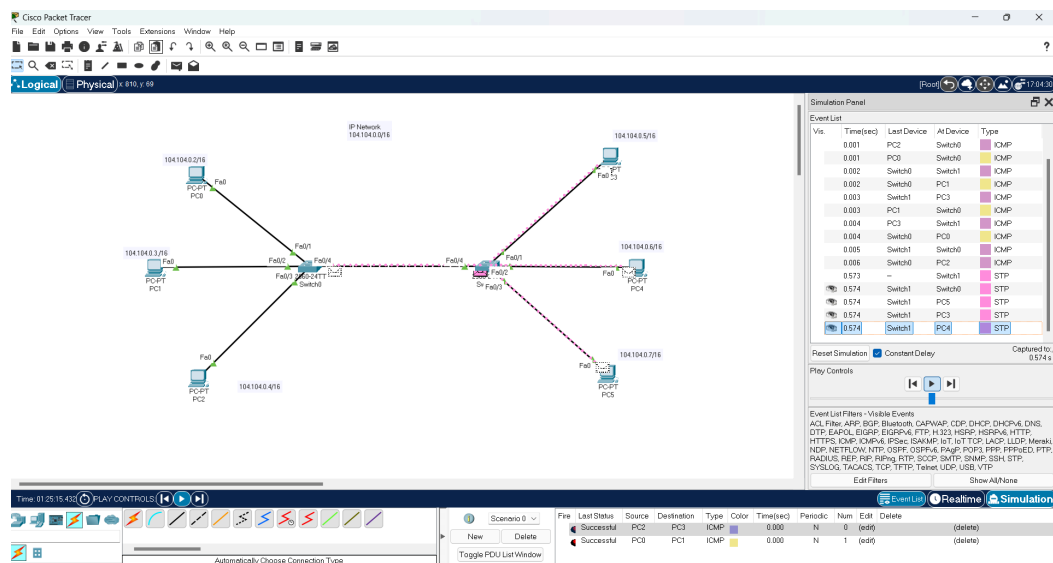 Cisco Packet Tracer
File Edit Options View Tools Extensions Window Help
?
Logical Physical x: 810, y: 69
[Root] 17:04:30
IP Network
104.104.0.0/16
104.104.0.2/16
Fa0
PC-PT
PC0
104.104.0.3./16
Fa0
PC-PT
PC1
Fa0
PC-PT
PC2
104.104.0.4/16
Fa0/1
Fa0/2 Fa0/4
Fa0/3 2960-24TT
Switch0
Fa0/4 Fa0/1
Fa0/2
Fa0/3
104.104.0.5/16
Fa0
104.104.0.6/16
Fa0
PC-PT
PC4
104.104.0.7/16
Fa0
PC-PT
PC5
Simulation Panel
Event List
Vis. Time(sec) Last Device At Device Type
0.001 PC2 Switch0 ICMP
0.001 PC0 Switch0 ICMP
0.002 Switch0 Switch1 ICMP
0.002 Switch0 PC1 ICMP
0.003 Switch1 PC3 ICMP
0.003 PC1 Switch0 ICMP
0.004 PC3 Switch1 ICMP
0.004 Switch0 PC0 ICMP
0.005 Switch1 Switch0 ICMP
0.006 Switch0 PC2 ICMP
0.573 -- Switch1 STP
0.574 Switch1 Switch0 STP
0.574 Switch1 PC5 STP
0.574 Switch1 PC3 STP
0.574 Switch1 PC4 STP
Reset Simulation Constant Delay Captured to:
0.574 s
Play Controls
Event List Filters - Visible Events
ACL Filter, ARP, BGP, Bluetooth, CAPWAP, CDP, DHCP, DHCPv6, DNS,
DTP, EAPOL, EIGRP, EIGRPv6, FTP, H.323, HSRP, HSRPv6, HTTP,
HTTPS, ICMP, ICMPv6, IPSec, ISAKMP, IoT, IoT TCP, LACP, LLDP, Meraki,
NDP, NETFLOW, NTP, OSPF, OSPFv6, PAgP, POP3, PPP, PPPoED, PTP,
RADIUS, REP, RIP, RIPng, RTP, SCCP, SMTP, SNMP, SSH, STP,
SYSLOG, TACACS, TCP, TFTP, Telnet, UDP, USB, VTP
Edit Filters Show All/None
Time: 01:25:15.432 PLAY CONTROLS: Event List Realtime Simulation
Scenario 0
New Delete
Toggle PDU List Window
Automatically Choose Connection Type
Fire Last Status Source Destination Type Color Time(sec) Periodic Num Edit Delete
Successful PC2 PC3 ICMP 0.000 N 0 (edit) (delete)
Successful PC0 PC1 ICMP 0.000 N 1 (edit) (delete)